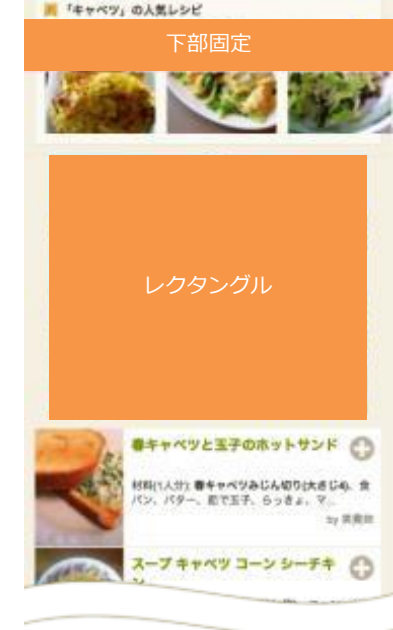 「キャベツ」の人気レシピ
下部固定
レクタングル
春キャベツと玉子のホットサンド
材料(1人分): 春キャベツみじん切り(大さじ4)、食
パン、バター、茹で玉子、らっきょ、マ...
by
スープ キャベツ コーン シーチキ
ン